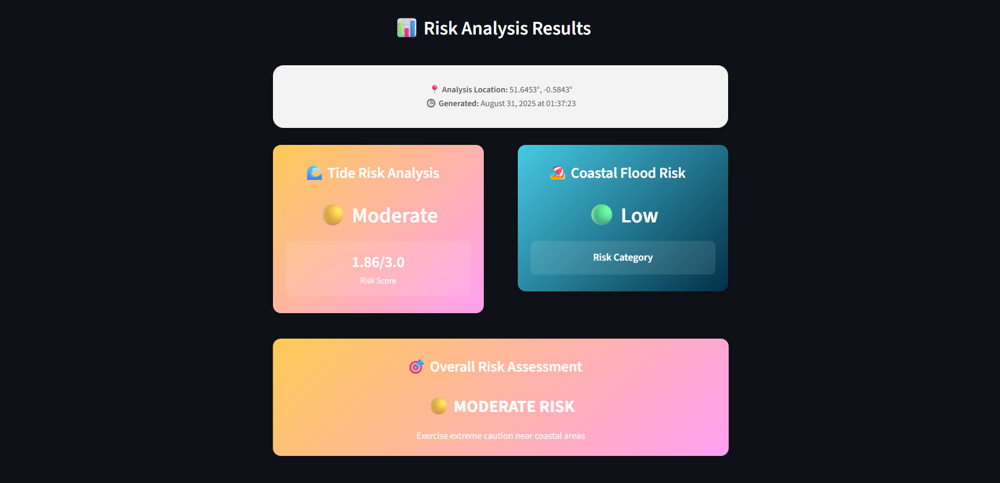 Risk Analysis Results
Analysis Location: 51.6453°, -0.5843°
Generated: August 31, 2025 at 01:37:23
Tide Risk Analysis
Moderate
1.86/3.0
Risk Score
Coastal Flood Risk
Low
Risk Category
Overall Risk Assessment
MODERATE RISK
Exercise extreme caution near coastal areas